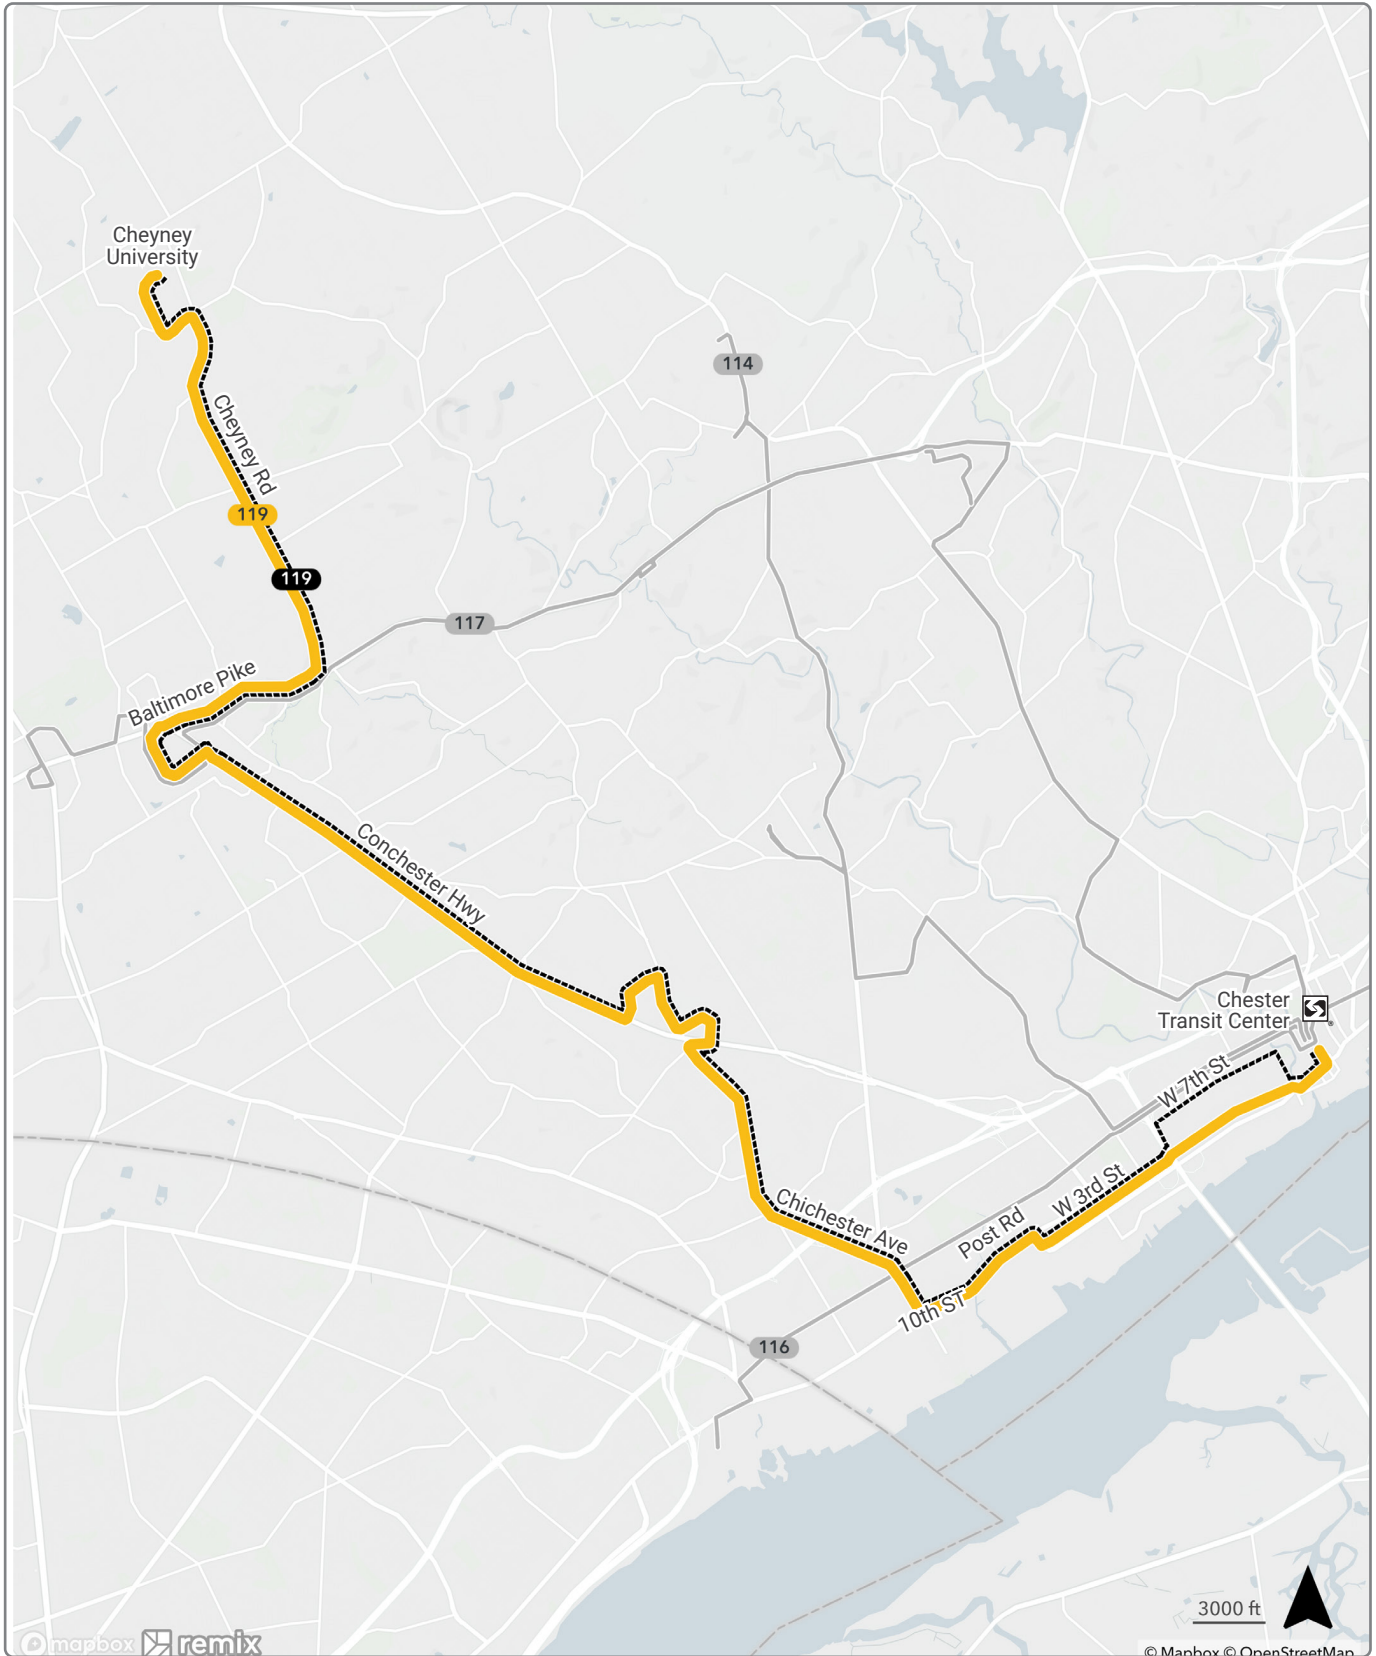 Cheyney
University
114
Cheyney Rd
119
119
117
Baltimore Pike
Conchester Hwy
Chester
Transit Center
W 7th St
W 3rd St
Chichester Ave
Post Rd
10th ST
116
3000 ft
mapbox remix
© Mapbox © OpenStreetMap